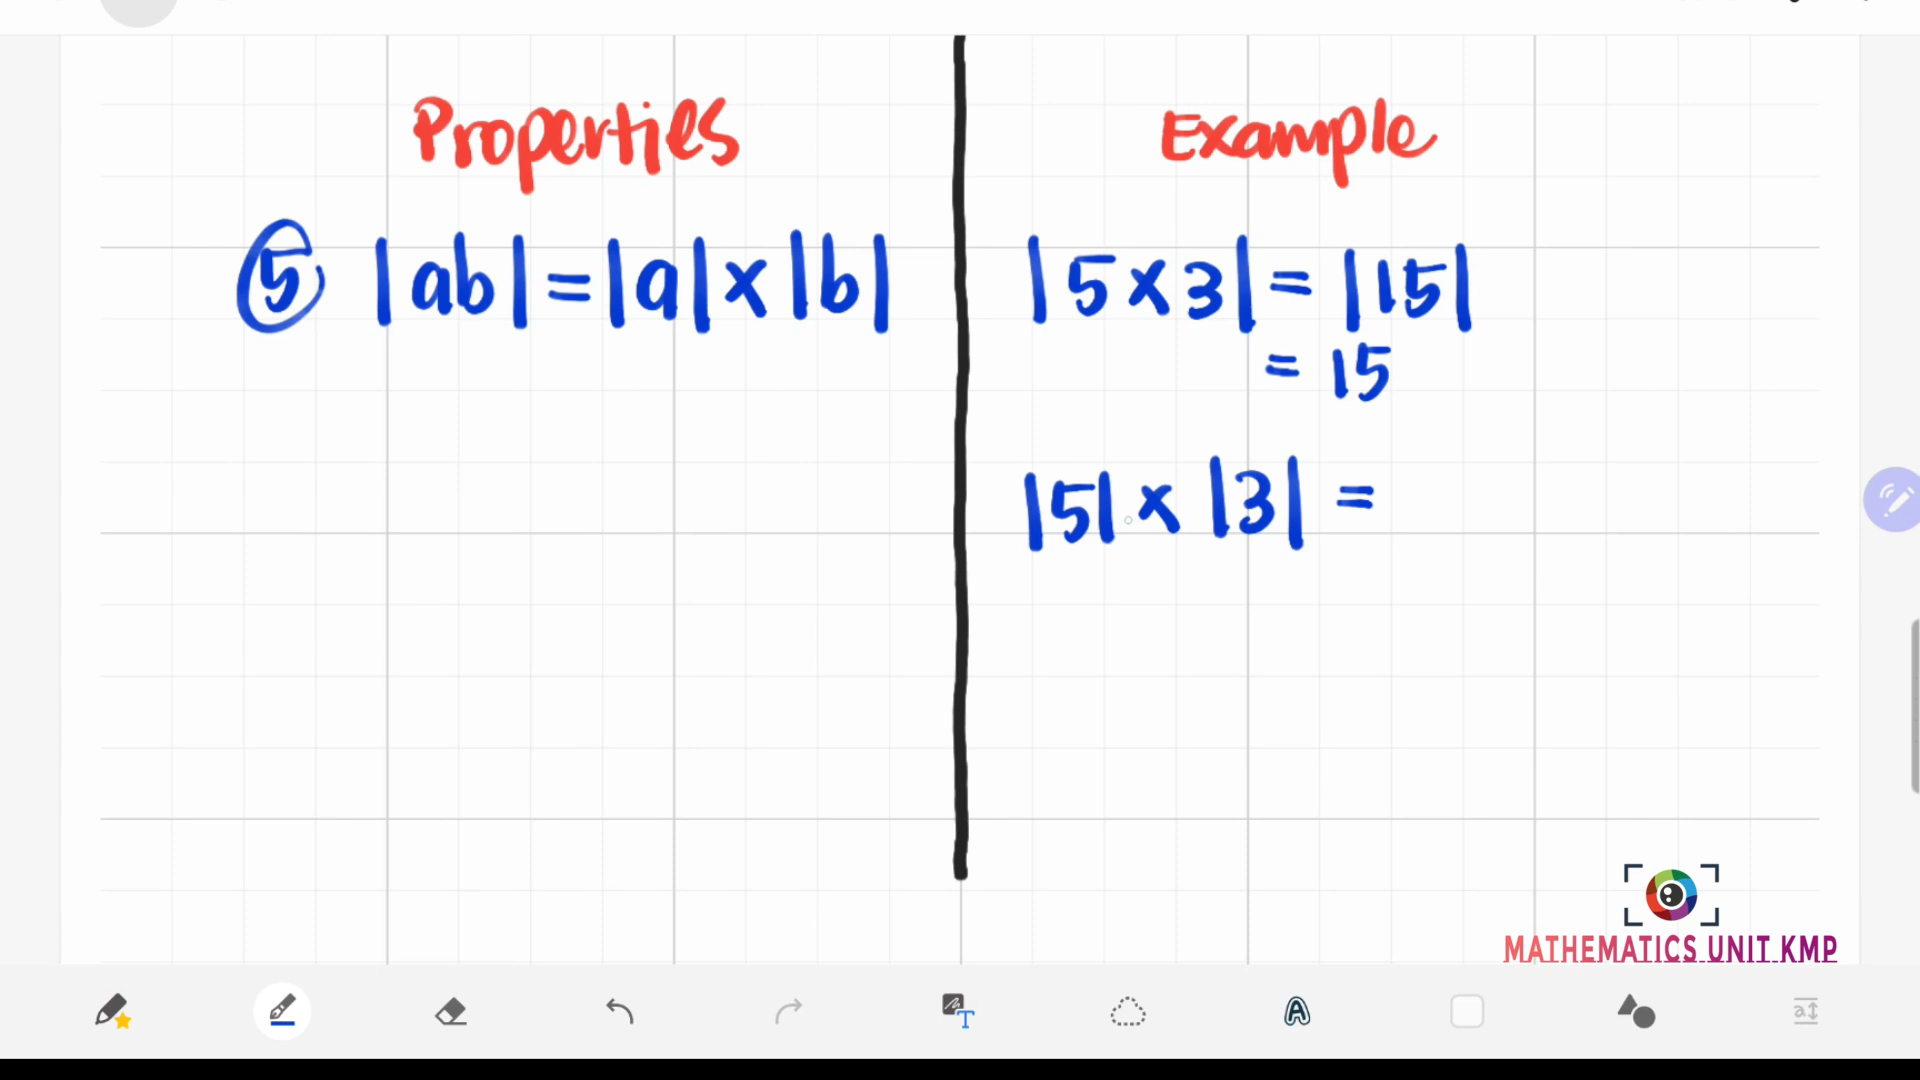 Properties
Example
5 |ab| = |a| x |b|
|5 x 3| = |15|
= 15
|5| x |3| =
MATHEMATICS UNIT KMP